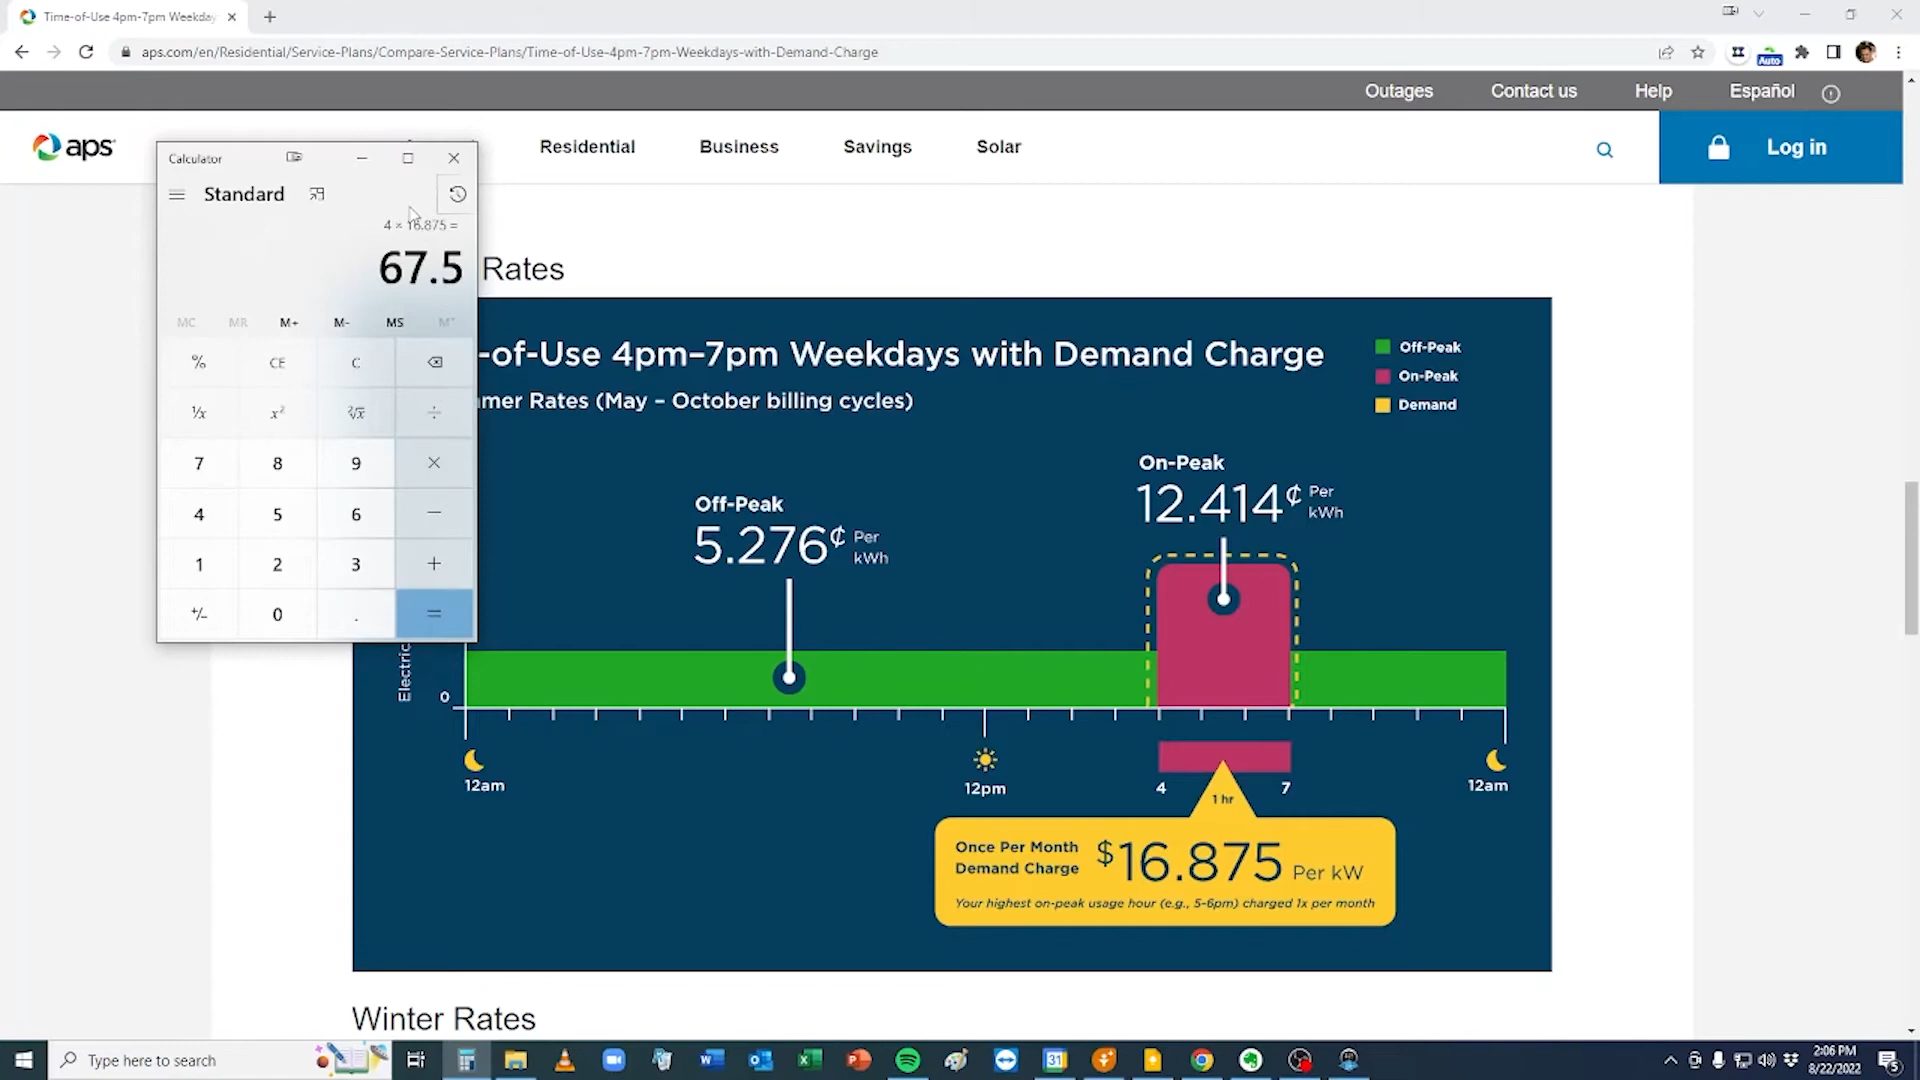 Time-of-Use 4pm-7pm Weekday
aps.com/en/Residential/Service-Plans/Compare-Service-Plans/Time-of-Use-4pm-7pm-Weekdays-with-Demand-Charge
Auto
Outages
Contact us
Help
Español
aps
Residential
Business
Savings
Solar
Log in
Calculator
Standard
4 × 16.875 =
67.5
MC
MR
M+
M-
MS
M˅
%
CE
C
⌫
¹/x
x²
²√x
÷
7
8
9
×
4
5
6
−
1
2
3
+
+/−
0
.
=
Rates
-of-Use 4pm–7pm Weekdays with Demand Charge
mer Rates (May – October billing cycles)
Off-Peak
On-Peak
Demand
On-Peak
12.414¢ Per kWh
Off-Peak
5.276¢ Per kWh
Electric
0
12am
12pm
4
7
12am
1 hr
Once Per Month
Demand Charge
$16.875 Per kW
Your highest on-peak usage hour (e.g., 5-6pm) charged 1x per month
Winter Rates
Type here to search
31
2:06 PM
8/22/2022
5